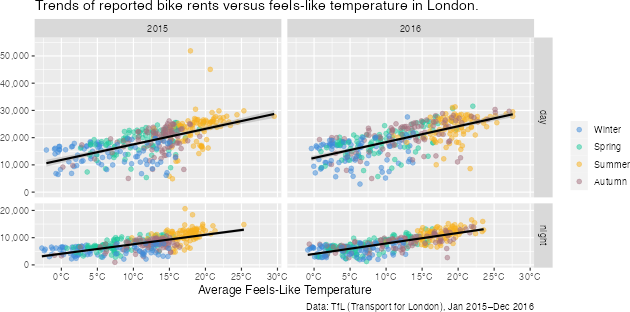 Trends of reported bike rents versus feels-like temperature in London.
2015 2016
50,000
40,000
30,000
20,000
10,000
0
day
20,000
10,000
0
night
0°C 5°C 10°C 15°C 20°C 25°C 30°C 0°C 5°C 10°C 15°C 20°C 25°C 30°C
Average Feels-Like Temperature
Winter
Spring
Summer
Autumn
Data: TfL (Transport for London), Jan 2015–Dec 2016